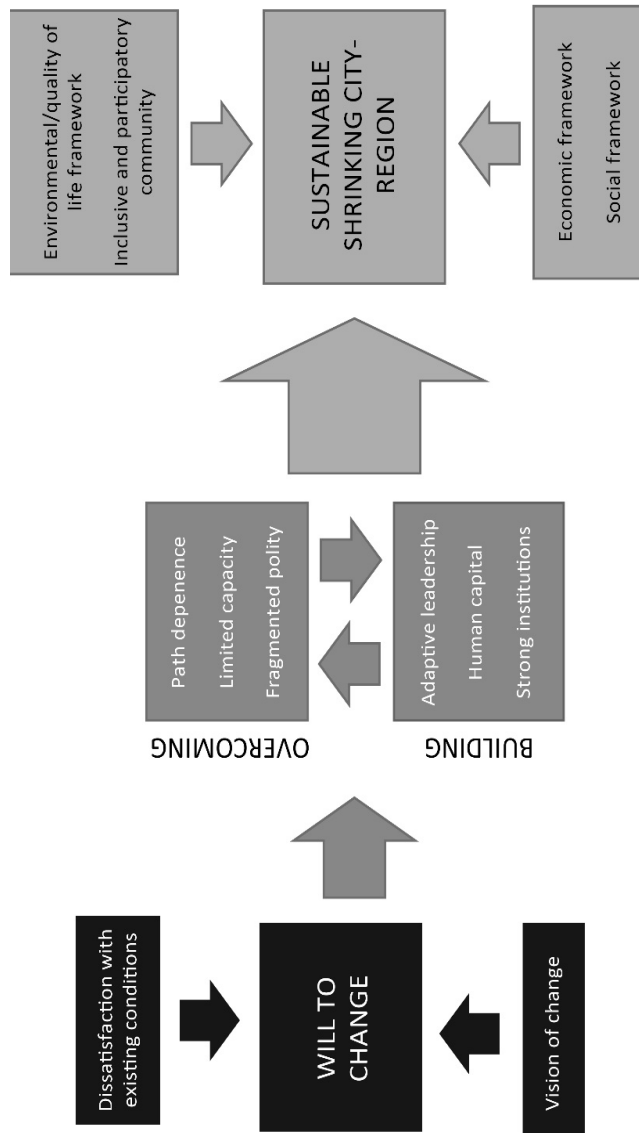 Dissatisfaction with
existing conditions
WILL TO
CHANGE
Vision of change
OVERCOMING
Path depenence
Limited capacity
Fragmented polity
BUILDING
Adaptive leadership
Human capital
Strong institutions
Environmental/quality of
life framework
Inclusive and participatory
community
SUSTAINABLE
SHRINKING CITY-
REGION
Economic framework
Social framework